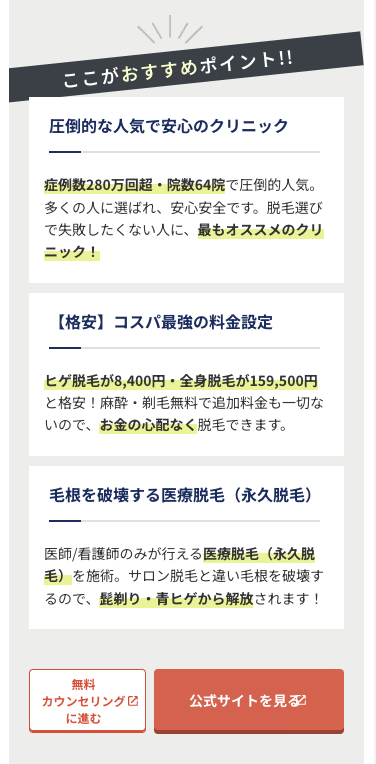 ここがおすすめポイント!!
圧倒的な人気で安心のクリニック
症例数280万回超・院数64院で圧倒的人気。
多くの人に選ばれ、安心安全です。脱毛選び
で失敗したくない人に、最もオススメのクリ
ニック！
【格安】コスパ最強の料金設定
ヒゲ脱毛が8,400円・全身脱毛が159,500円
と格安！麻酔・剃毛無料で追加料金も一切な
いので、お金の心配なく脱毛できます。
毛根を破壊する医療脱毛（永久脱毛）
医師/看護師のみが行える医療脱毛（永久脱
毛）を施術。サロン脱毛と違い毛根を破壊す
るので、髭剃り・青ヒゲから解放されます！
無料
カウンセリング
に進む
公式サイトを見る